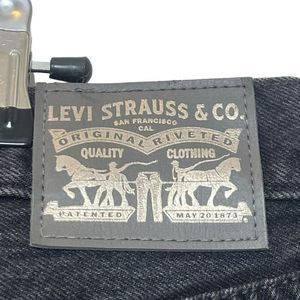 LEVI STRAUSS & CO.
SAN FRANCISCO
CAL
ORIGINAL RIVETED
QUALITY CLOTHING
PATENTED MAY 20 1873